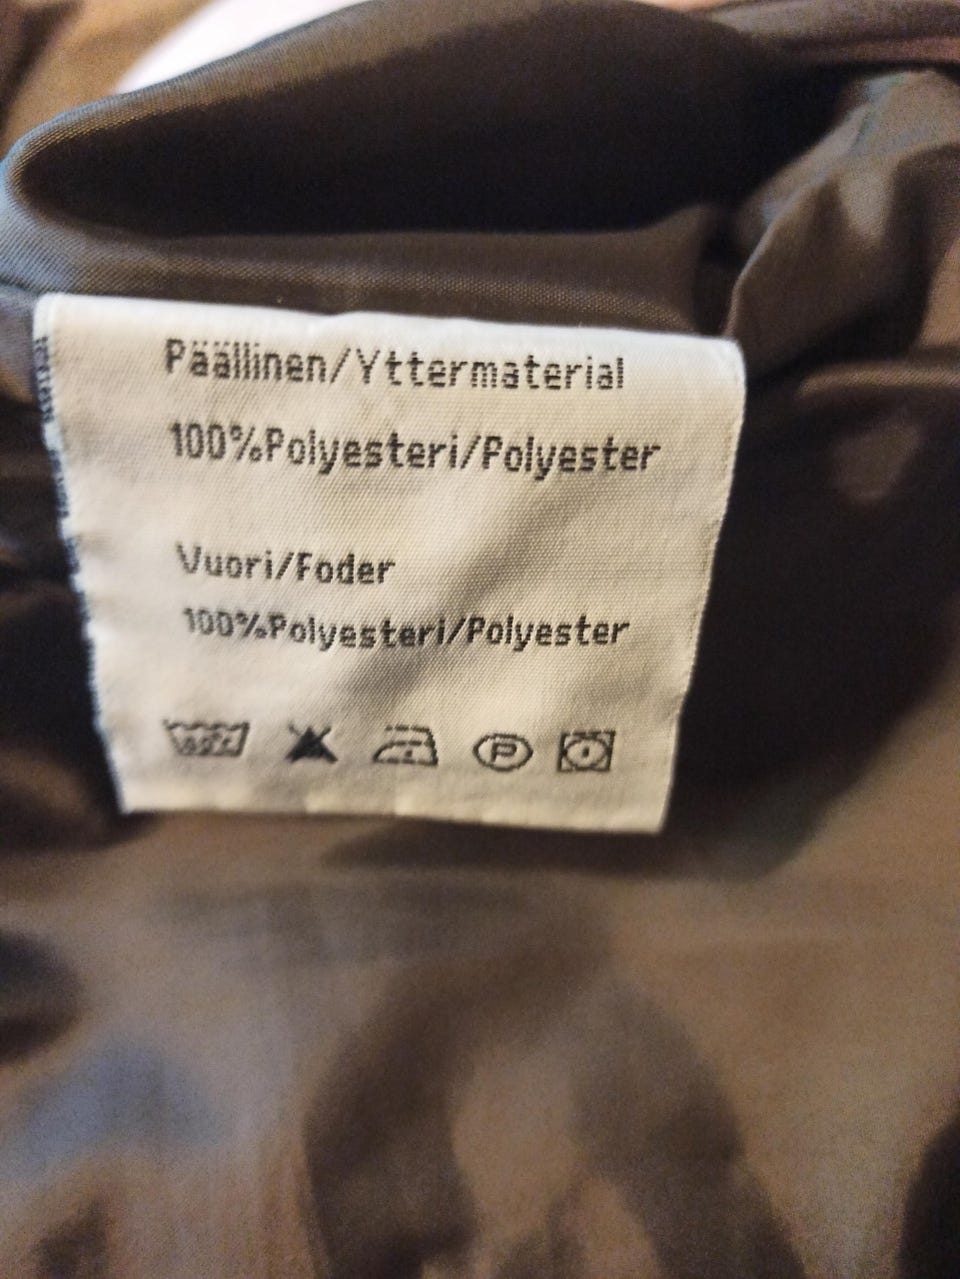 Päällinen/Yttermaterial
100%Polyesteri/Polyester
Vuori/Foder
100%Polyesteri/Polyester
P